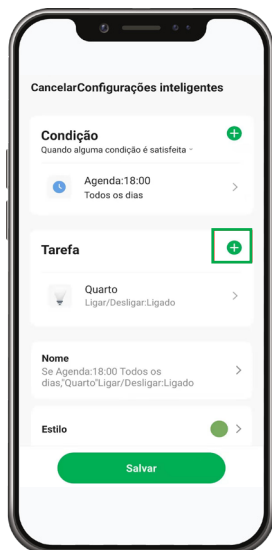 CancelarConfigurações inteligentes
Condição
Quando alguma condição é satisfeita
Agenda:18:00
Todos os dias
Tarefa
Quarto
Ligar/Desligar:Ligado
Nome
Se Agenda:18:00 Todos os
dias,"Quarto"Ligar/Desligar:Ligado
Estilo
Salvar